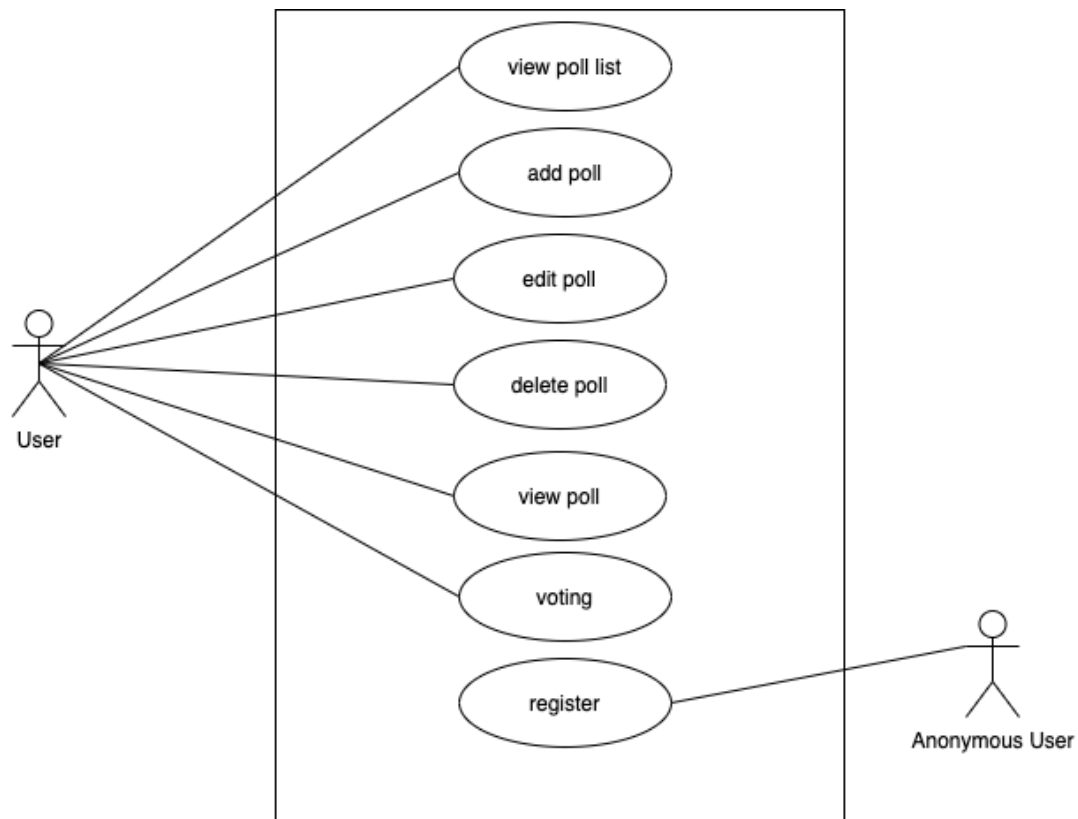 view poll list
add poll
edit poll
User
delete poll
view poll
voting
register
Anonymous User